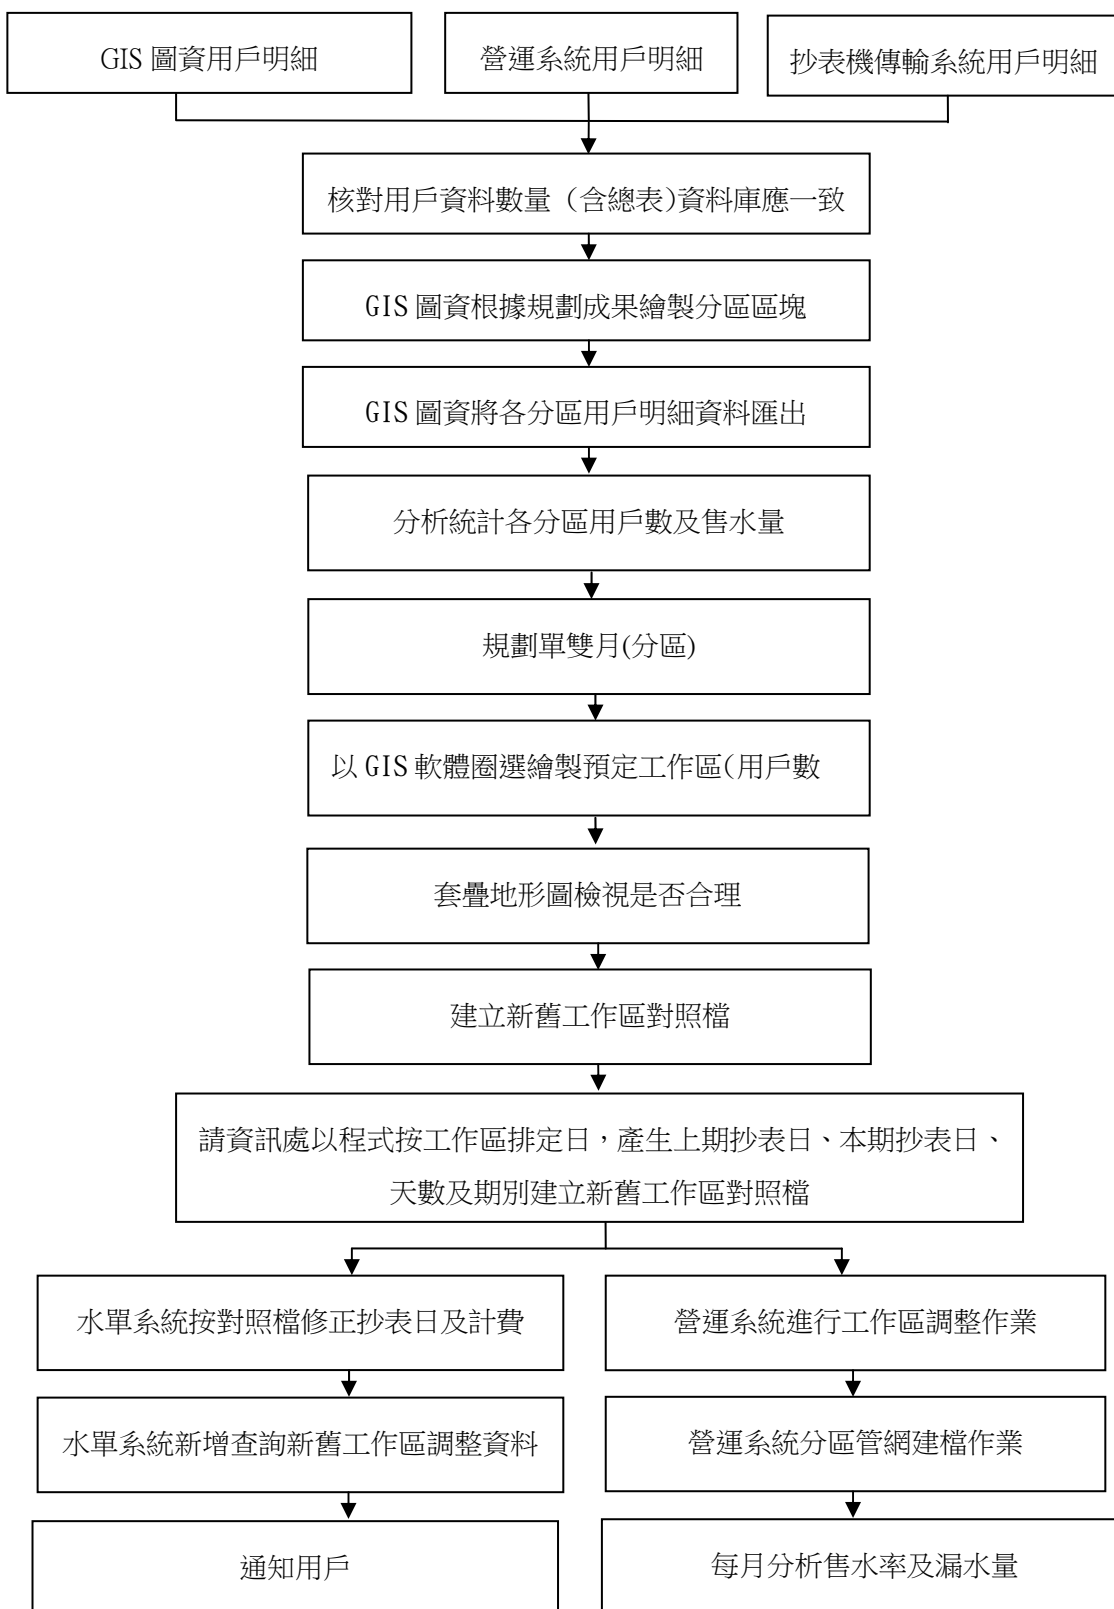 GIS 圖資用戶明細
營運系統用戶明細
抄表機傳輸系統用戶明細
核對用戶資料數量 (含總表)資料庫應一致
GIS 圖資根據規劃成果繪製分區區塊
GIS 圖資將各分區用戶明細資料匯出
分析統計各分區用戶數及售水量
規劃單雙月(分區)
以 GIS 軟體圈選繪製預定工作區(用戶數
套疊地形圖檢視是否合理
建立新舊工作區對照檔
請資訊處以程式按工作區排定日，產生上期抄表日、本期抄表日、
天數及期別建立新舊工作區對照檔
水單系統按對照檔修正抄表日及計費
營運系統進行工作區調整作業
水單系統新增查詢新舊工作區調整資料
營運系統分區管網建檔作業
通知用戶
每月分析售水率及漏水量